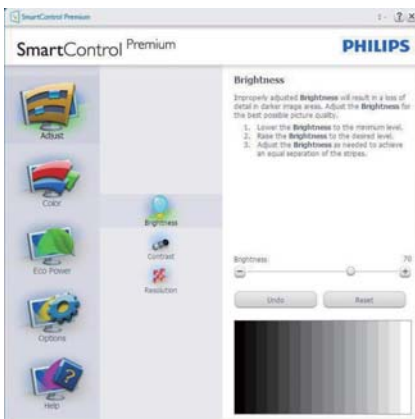 SmartControl Premium
SmartControl Premium
PHILIPS
Adjust
Color
Eco Power
Options
Help
Brightness
Contrast
Resolution
Brightness
Improperly adjusted Brightness will result in a loss of
detail in darker image areas. Adjust the Brightness for
the best possible picture quality.
1. Lower the Brightness to the minimum level.
2. Raise the Brightness to the desired level.
3. Adjust the Brightness as needed to achieve
an equal separation of the stripes.
Brightness
70
Undo
Reset